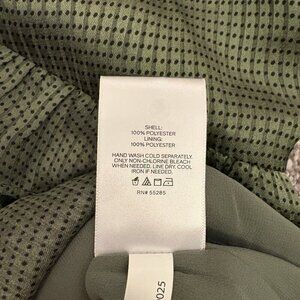 SHELL:
100% POLYESTER
LINING:
100% POLYESTER
HAND WASH COLD SEPARATELY.
ONLY NON-CHLORINE BLEACH
WHEN NEEDED. LINE DRY. COOL
IRON IF NEEDED.
RN# 55285
2025